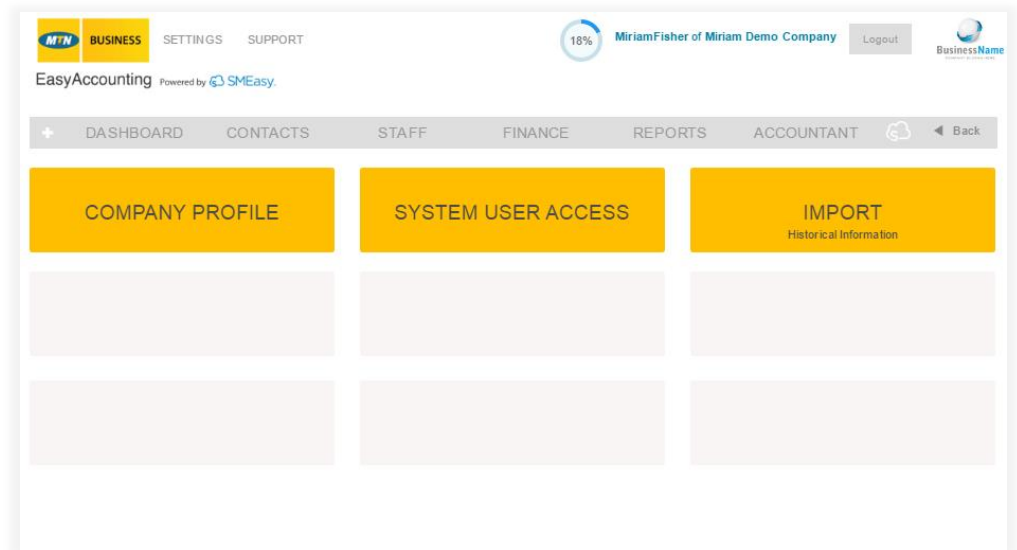 MTN BUSINESS SETTINGS SUPPORT 18% MiriamFisher of Miriam Demo Company Logout
BusinessName
EasyAccounting Powered by SMEasy.
DASHBOARD CONTACTS STAFF FINANCE REPORTS ACCOUNTANT Back
COMPANY PROFILE SYSTEM USER ACCESS IMPORT
Historical Information